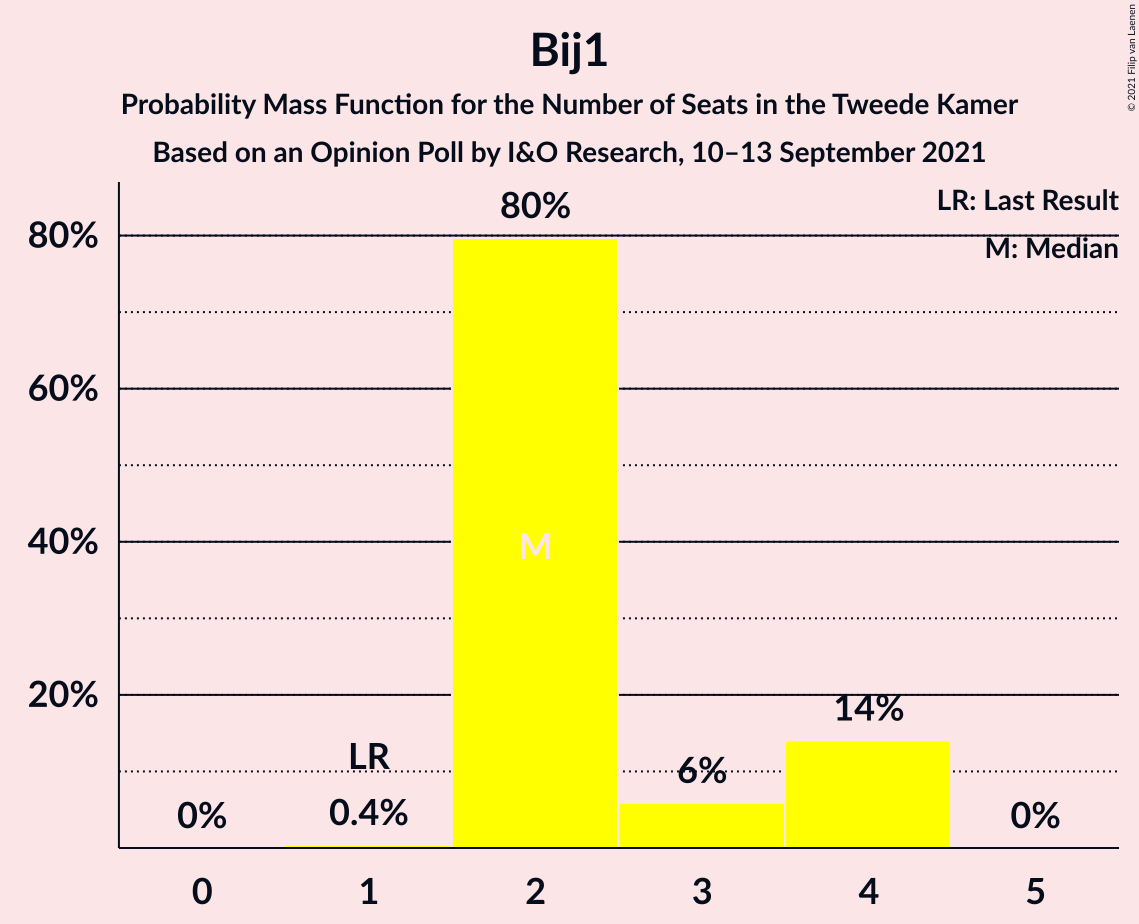 Bij1
Probability Mass Function for the Number of Seats in the Tweede Kamer
Based on an Opinion Poll by I&O Research, 10–13 September 2021
© 2021 Filip van Laenen
LR: Last Result
M: Median
80%
60%
40%
20%
0%
LR
0.4%
80%
M
6%
14%
0%
0
1
2
3
4
5